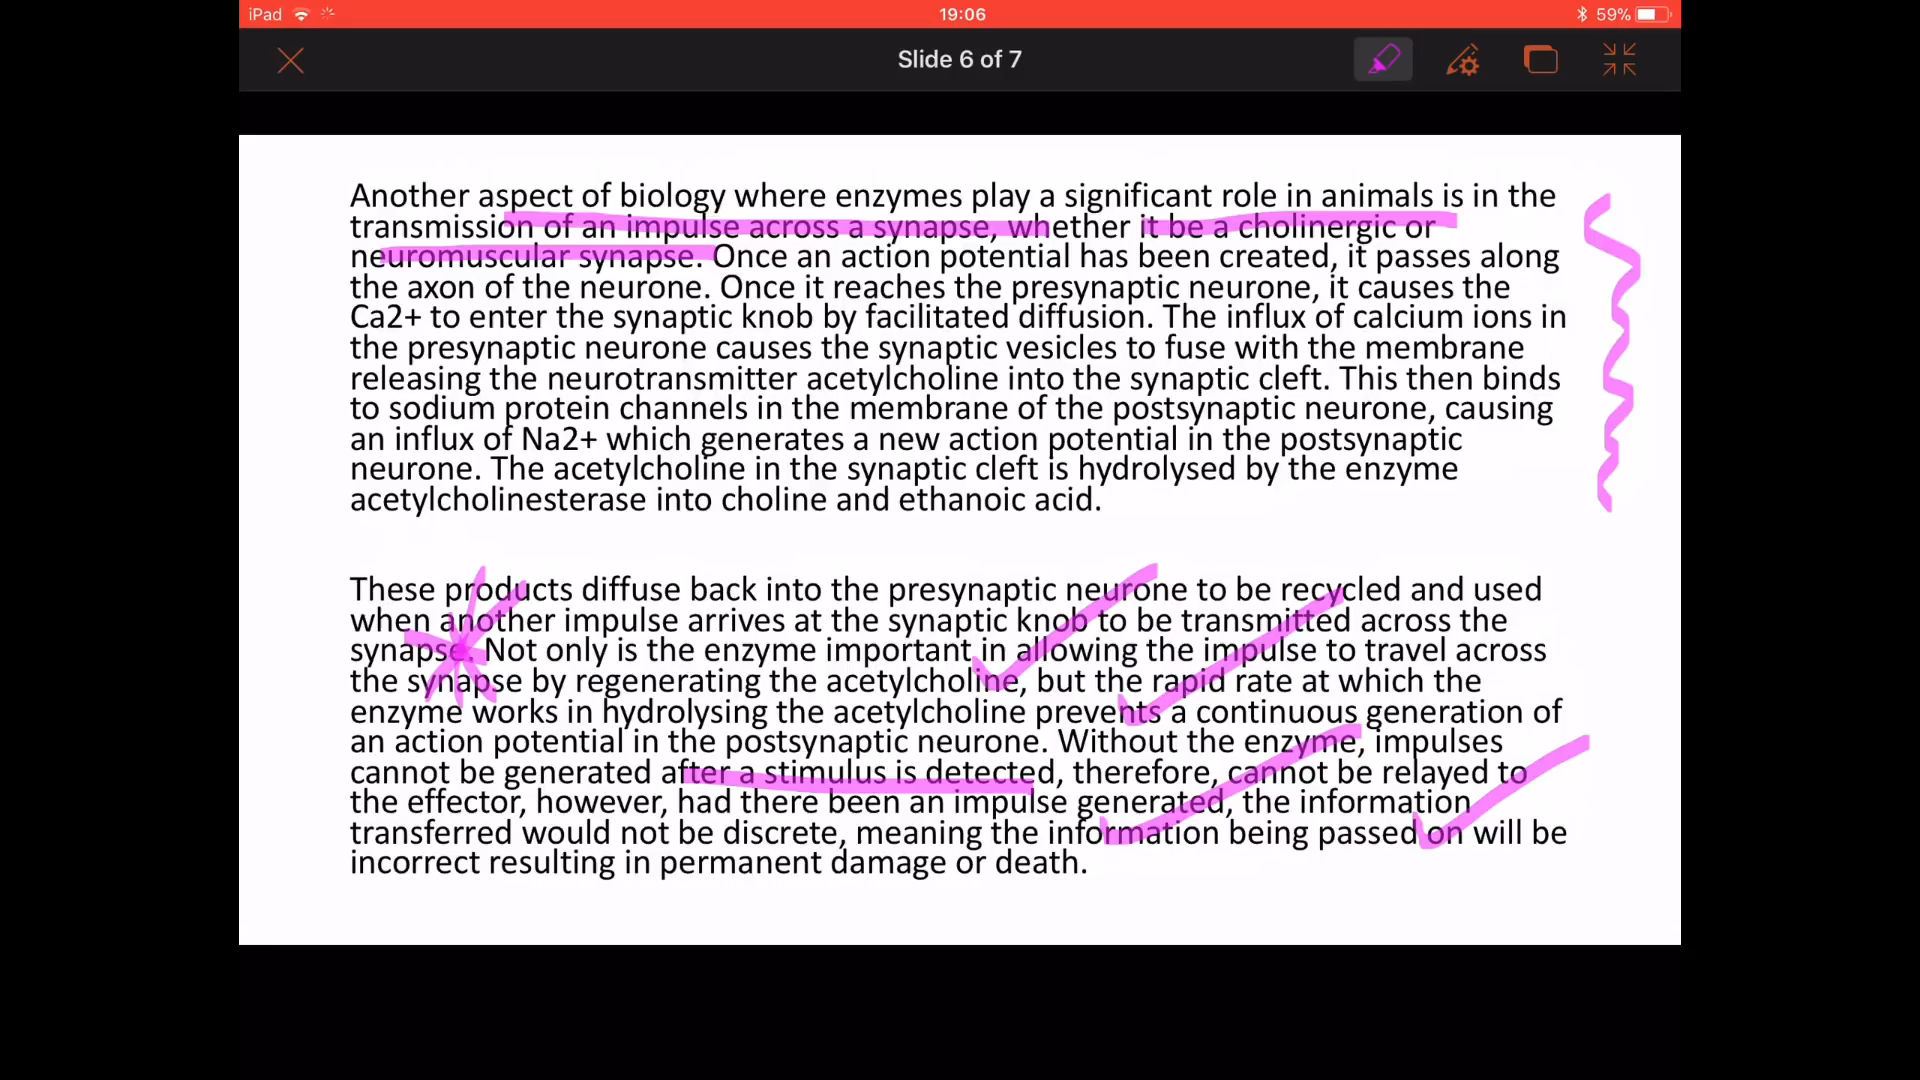 iPad 19:06 59%
Slide 6 of 7
Another aspect of biology where enzymes play a significant role in animals is in the
transmission of an impulse across a synapse, whether it be a cholinergic or
neuromuscular synapse. Once an action potential has been created, it passes along
the axon of the neurone. Once it reaches the presynaptic neurone, it causes the
Ca2+ to enter the synaptic knob by facilitated diffusion. The influx of calcium ions in
the presynaptic neurone causes the synaptic vesicles to fuse with the membrane
releasing the neurotransmitter acetylcholine into the synaptic cleft. This then binds
to sodium protein channels in the membrane of the postsynaptic neurone, causing
an influx of Na2+ which generates a new action potential in the postsynaptic
neurone. The acetylcholine in the synaptic cleft is hydrolysed by the enzyme
acetylcholinesterase into choline and ethanoic acid.
These products diffuse back into the presynaptic neurone to be recycled and used
when another impulse arrives at the synaptic knob to be transmitted across the
synapse. Not only is the enzyme important in allowing the impulse to travel across
the synapse by regenerating the acetylcholine, but the rapid rate at which the
enzyme works in hydrolysing the acetylcholine prevents a continuous generation of
an action potential in the postsynaptic neurone. Without the enzyme, impulses
cannot be generated after a stimulus is detected, therefore, cannot be relayed to
the effector, however, had there been an impulse generated, the information
transferred would not be discrete, meaning the information being passed on will be
incorrect resulting in permanent damage or death.